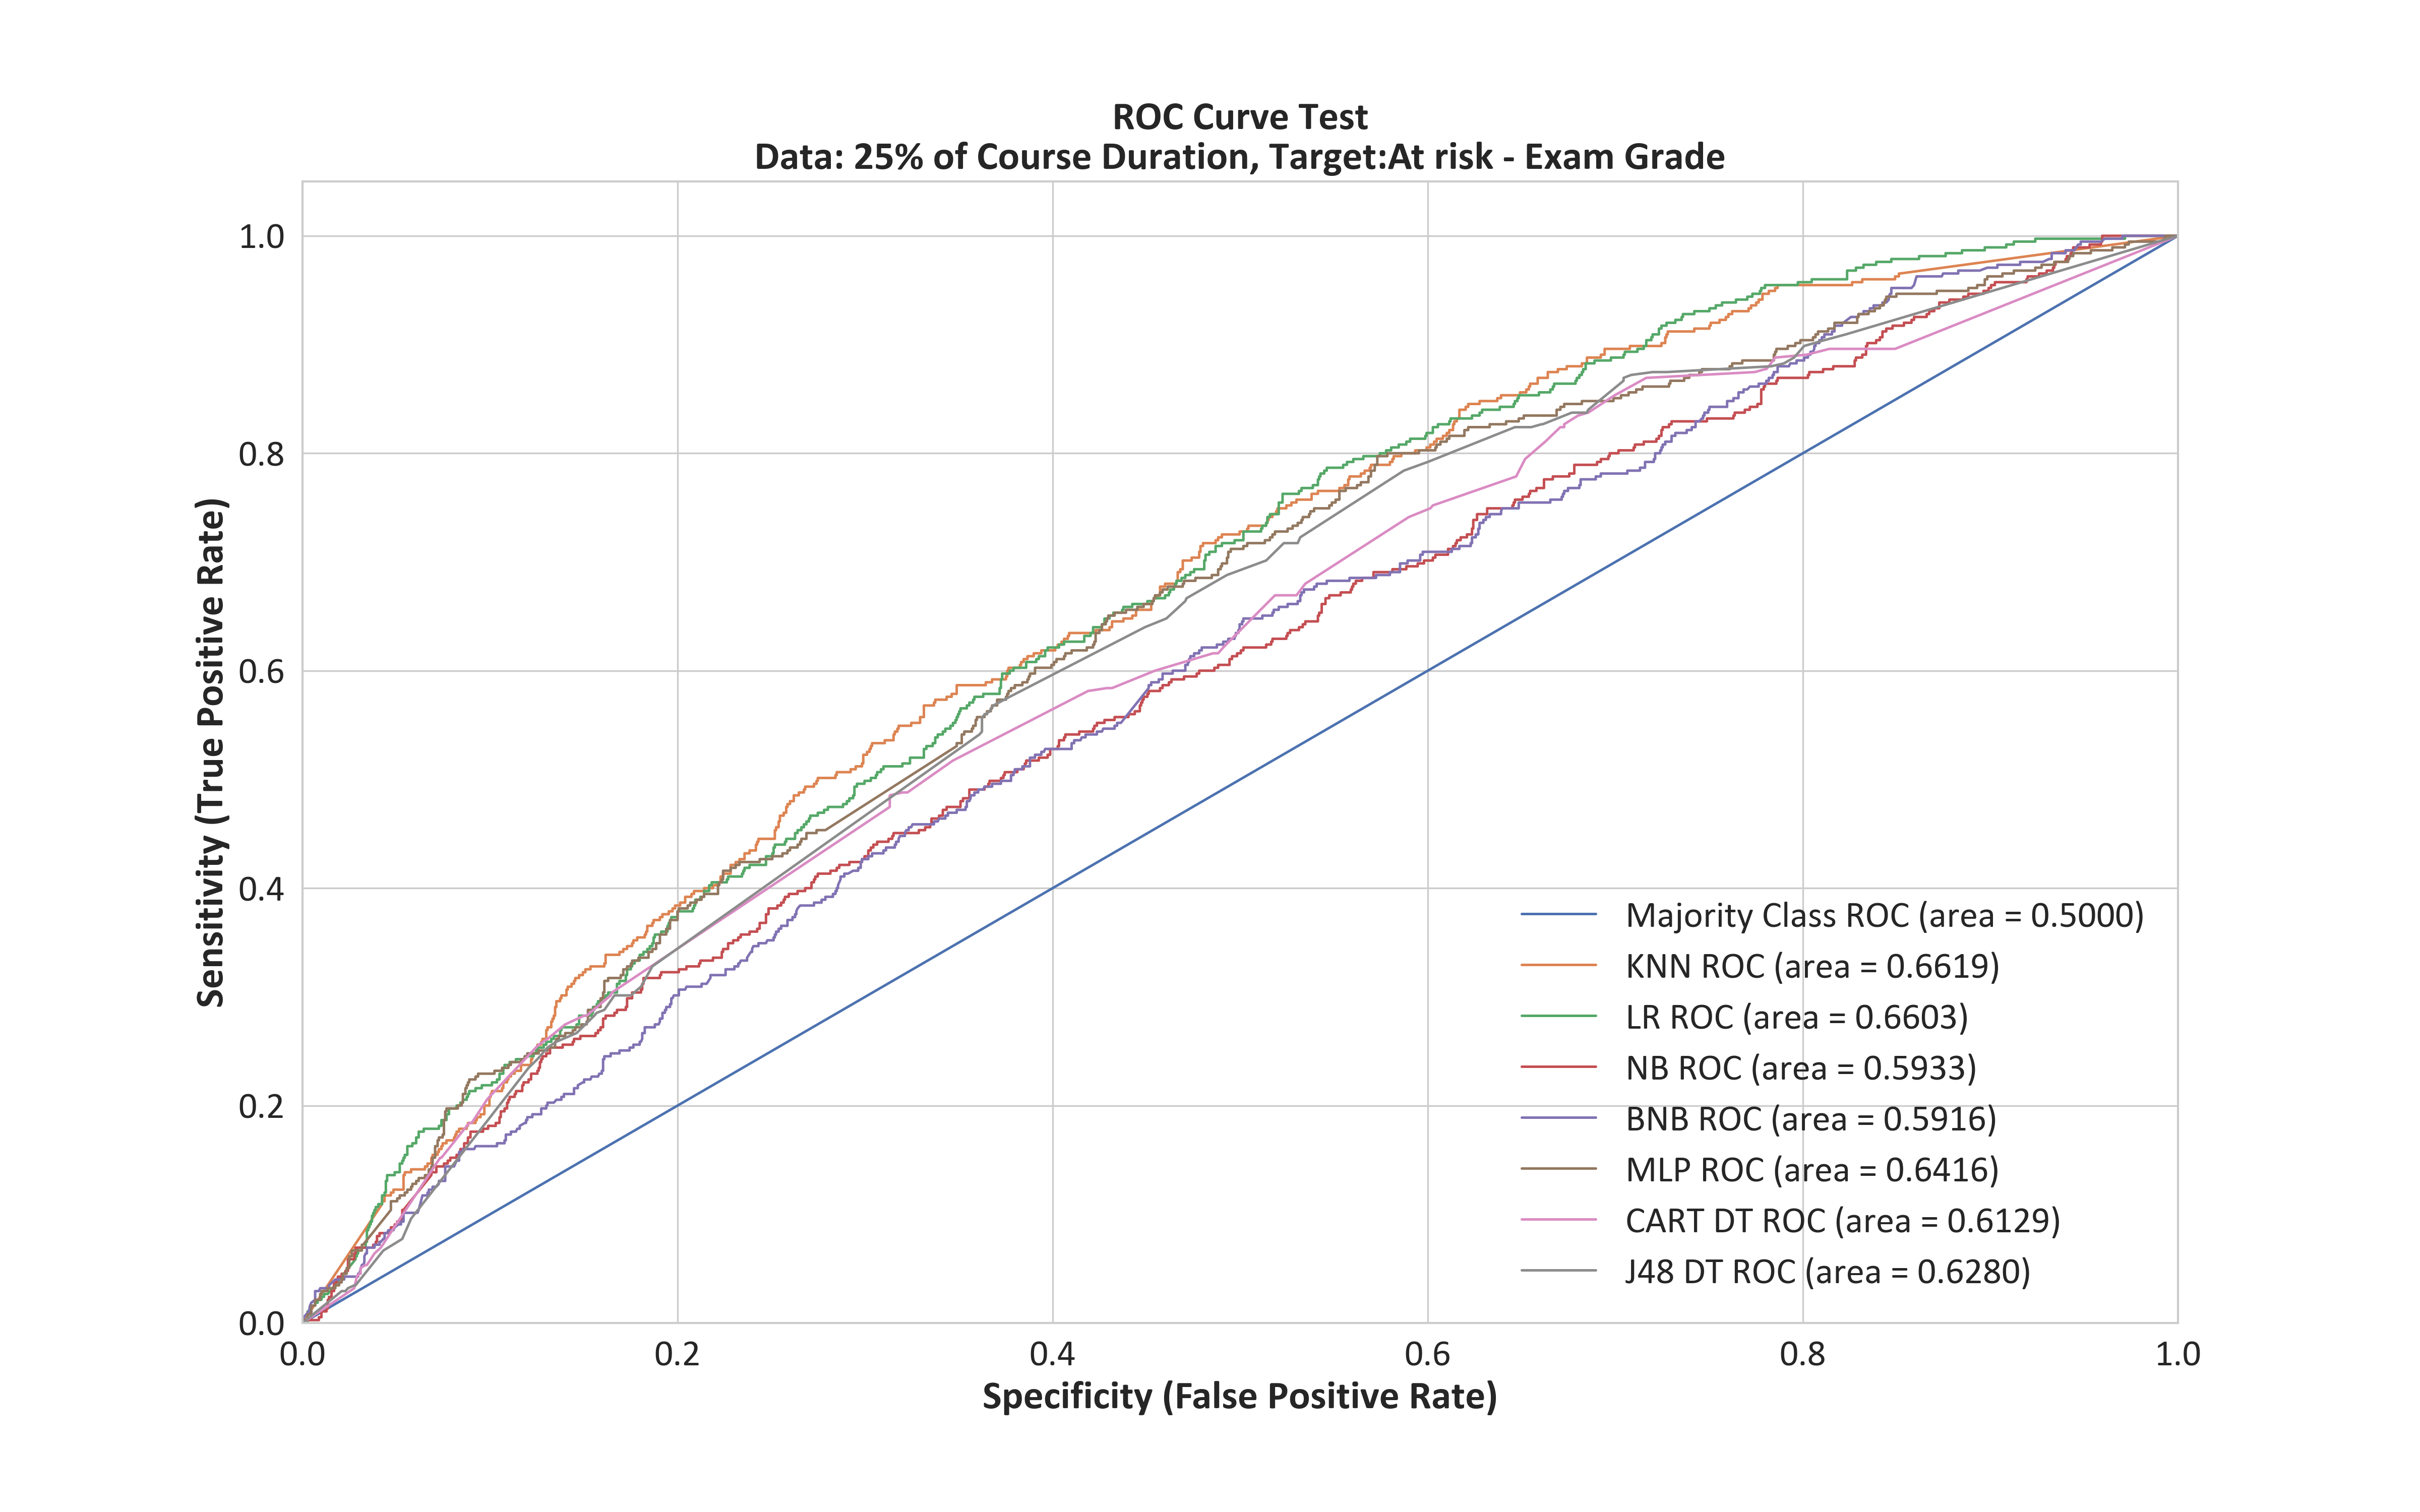 ROC Curve Test
Data: 25% of Course Duration, Target:At risk - Exam Grade
Sensitivity (True Positive Rate)
1.0
0.8
0.6
0.4
0.2
0.0
Majority Class ROC (area = 0.5000)
KNN ROC (area = 0.6619)
LR ROC (area = 0.6603)
NB ROC (area = 0.5933)
BNB ROC (area = 0.5916)
MLP ROC (area = 0.6416)
CART DT ROC (area = 0.6129)
J48 DT ROC (area = 0.6280)
0.0 0.2 0.4 0.6 0.8 1.0
Specificity (False Positive Rate)